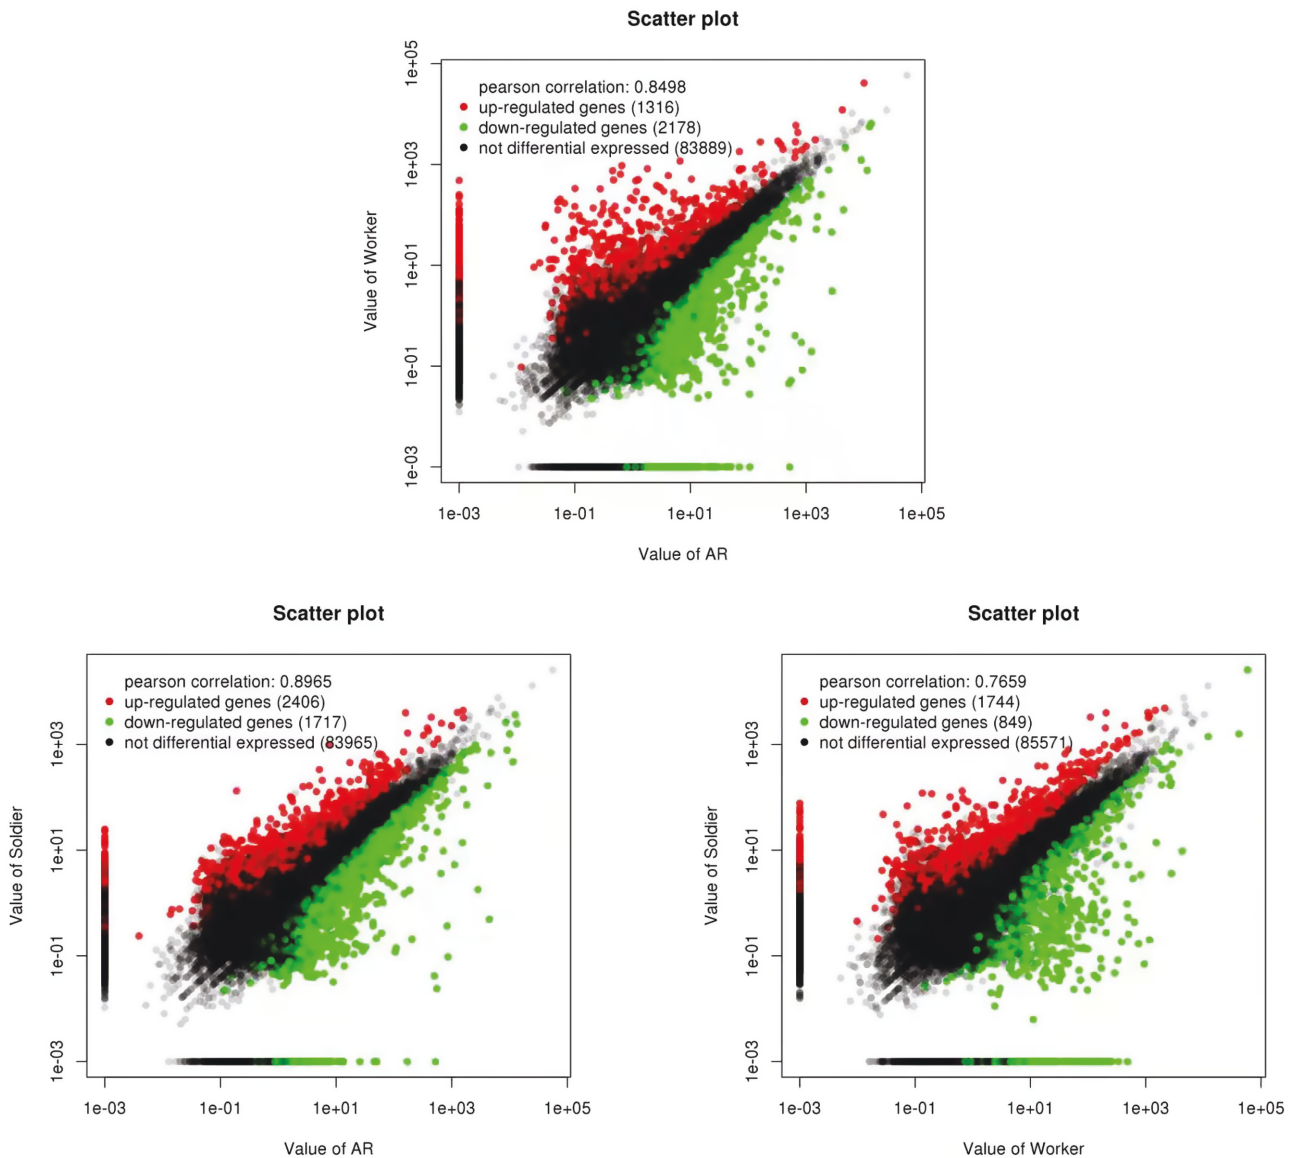 Scatter plot
pearson correlation: 0.8498
up-regulated genes (1316)
down-regulated genes (2178)
not differential expressed (83889)
Value of Worker
1e+05
1e+03
1e+01
1e-01
1e-03
1e-03 1e-01 1e+01 1e+03 1e+05
Value of AR
Scatter plot
pearson correlation: 0.8965
up-regulated genes (2406)
down-regulated genes (1717)
not differential expressed (83965)
Value of Soldier
1e+03
1e+01
1e-01
1e-03
1e-03 1e-01 1e+01 1e+03 1e+05
Value of AR
Scatter plot
pearson correlation: 0.7659
up-regulated genes (1744)
down-regulated genes (849)
not differential expressed (85571)
Value of Soldier
1e+03
1e+01
1e-01
1e-03
1e-03 1e-01 1e+01 1e+03 1e+05
Value of Worker